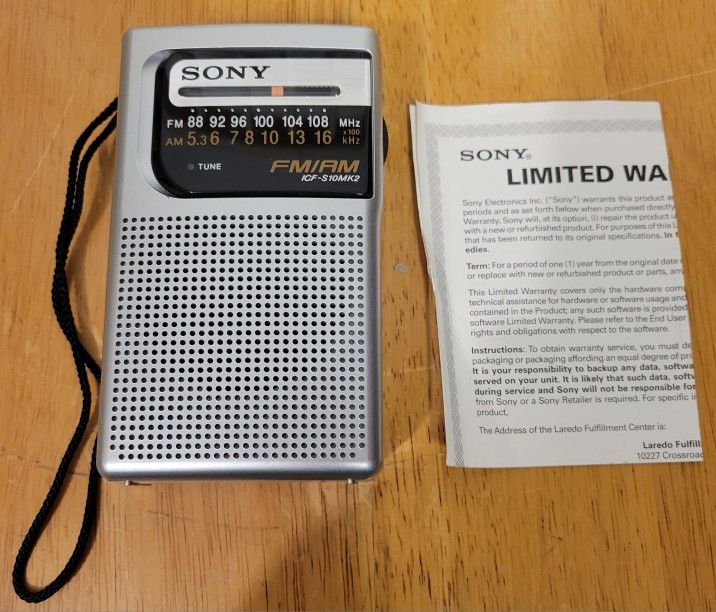 SONY
FM 88 92 96 100 104 108 MHz
AM 5.3 6 7 8 10 13 16 x100 kHz
TUNE
FM/AM
ICF-S10MK2
SONY®
LIMITED WA
Sony Electronics Inc. ("Sony") warrants this product
periods and as set forth below when purchased directly
Warranty. Sony will, at its option, (i) repair the product
with a new or refurbished product. For purposes of this L
that has been returned to its original specifications. In t
edies.
Term: For a period of one (1) year from the original date
or replace with new or refurbished product or parts, any
This Limited Warranty covers only the hardware com
technical assistance for hardware or software usage and
contained in the Product; any such software is provided
software Limited Warranty. Please refer to the End User
rights and obligations with respect to the software.
Instructions: To obtain warranty service, you must de
packaging or packaging affording an equal degree of pro
It is your responsibility to backup any data, softwa
served on your unit. It is likely that such data, softw
during service and Sony will not be responsible for
from Sony or a Sony Retailer is required. For specific i
product,
The Address of the Laredo Fulfillment Center is:
Laredo Fulfill
10227 Crossroad